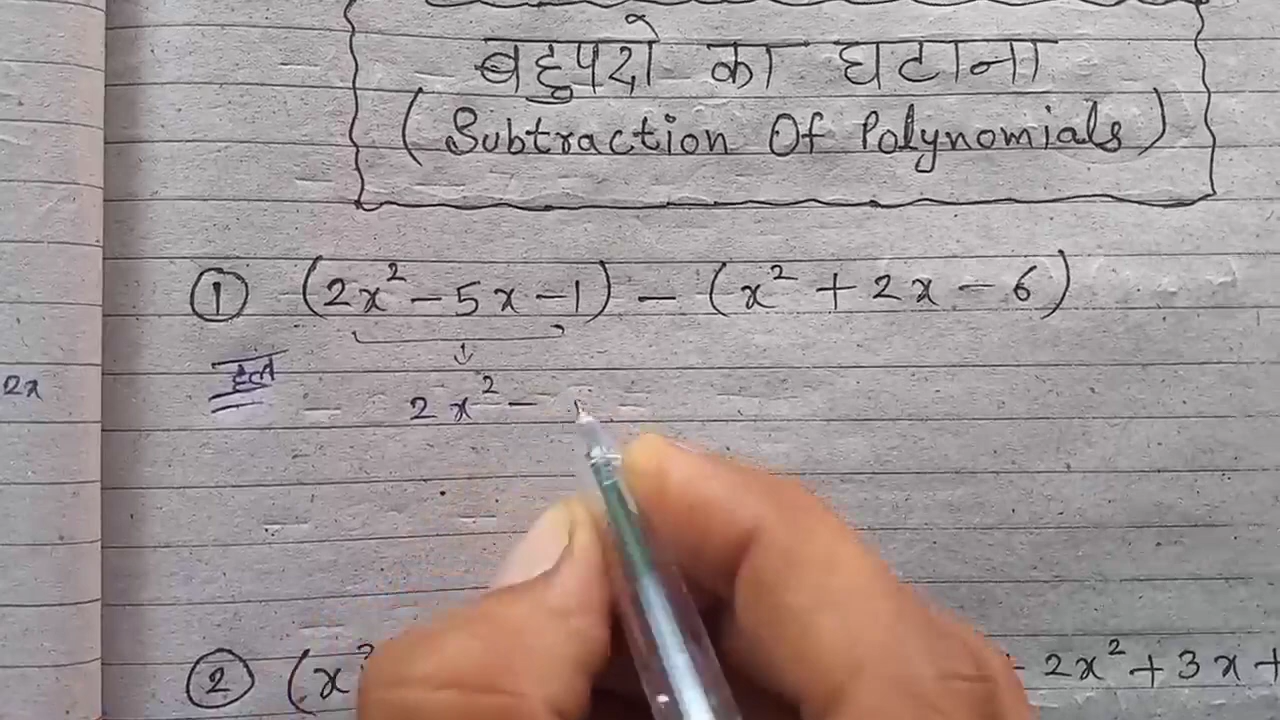 बहुपदो का घटाना
(Subtraction Of Polynomials)
① (2x² - 5x - 1) - (x² + 2x - 6)
हल
2x
2x² -
② (x² 2x² + 3x +